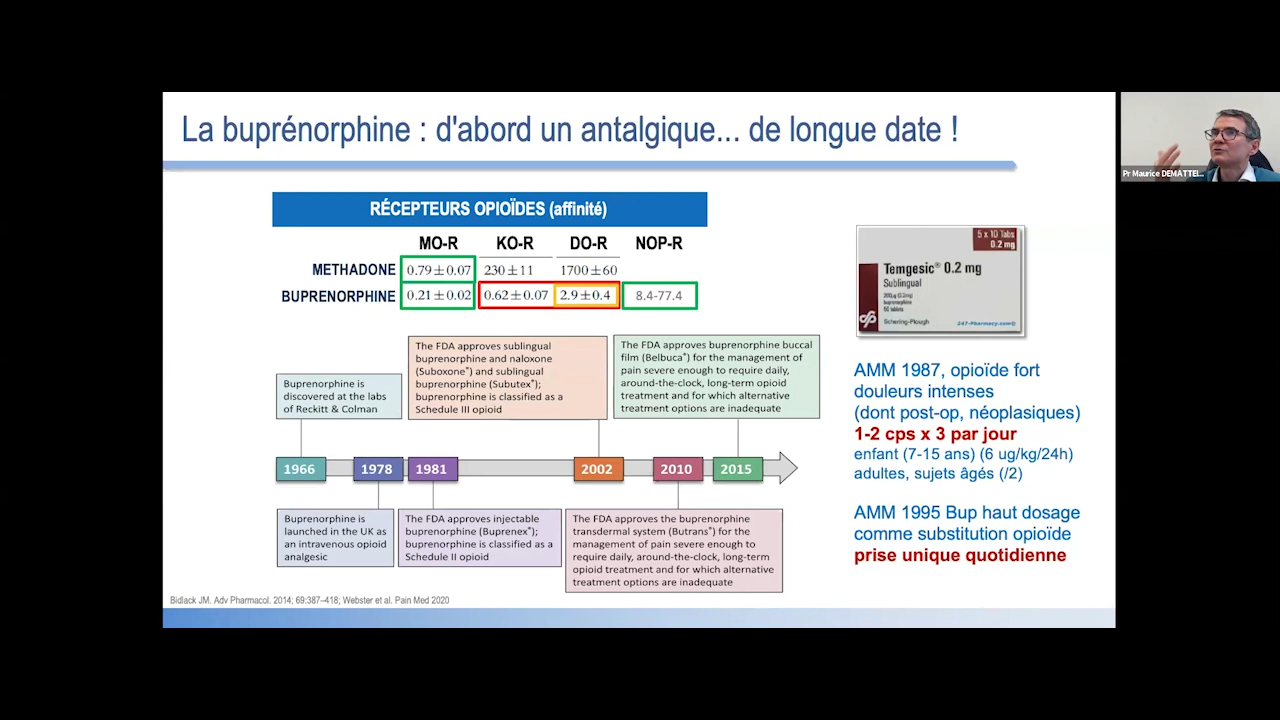 La buprénorphine : d'abord un antalgique... de longue date !
RÉCEPTEURS OPIOÏDES (affinité)
MO-R KO-R DO-R NOP-R
METHADONE 0.79±0.07 230±11 1700±60
BUPRENORPHINE 0.21±0.02 0.62±0.07 2.9±0.4 8.4-77.4
Buprenorphine is
discovered at the labs
of Reckitt & Colman
The FDA approves sublingual
buprenorphine and naloxone
(Suboxone®) and sublingual
buprenorphine (Subutex®);
buprenorphine is classified as a
Schedule III opioid
The FDA approves buprenorphine buccal
film (Belbuca®) for the management of
pain severe enough to require daily,
around-the-clock, long-term opioid
treatment and for which alternative
treatment options are inadequate
1966 1978 1981 2002 2010 2015
Buprenorphine is
launched in the UK as
an intravenous opioid
analgesic
The FDA approves injectable
buprenorphine (Buprenex®);
buprenorphine is classified as a
Schedule II opioid
The FDA approves the buprenorphine
transdermal system (Butrans®) for the
management of pain severe enough to
require daily, around-the-clock, long-term
opioid treatment and for which alternative
treatment options are inadequate
Bidlack JM. Adv Pharmacol. 2014; 69:387–418; Webster et al. Pain Med 2020
5 x 10 Tabs
0.2 mg
Temgesic® 0.2 mg
Sublingual
buprenorphine
50 tablets
Schering-Plough
247-Pharmacy.com©
AMM 1987, opioïde fort
douleurs intenses
(dont post-op, néoplasiques)
1-2 cps x 3 par jour
enfant (7-15 ans) (6 ug/kg/24h)
adultes, sujets âgés (/2)
AMM 1995 Bup haut dosage
comme substitution opioïde
prise unique quotidienne
Pr Maurice DEMATTEI...